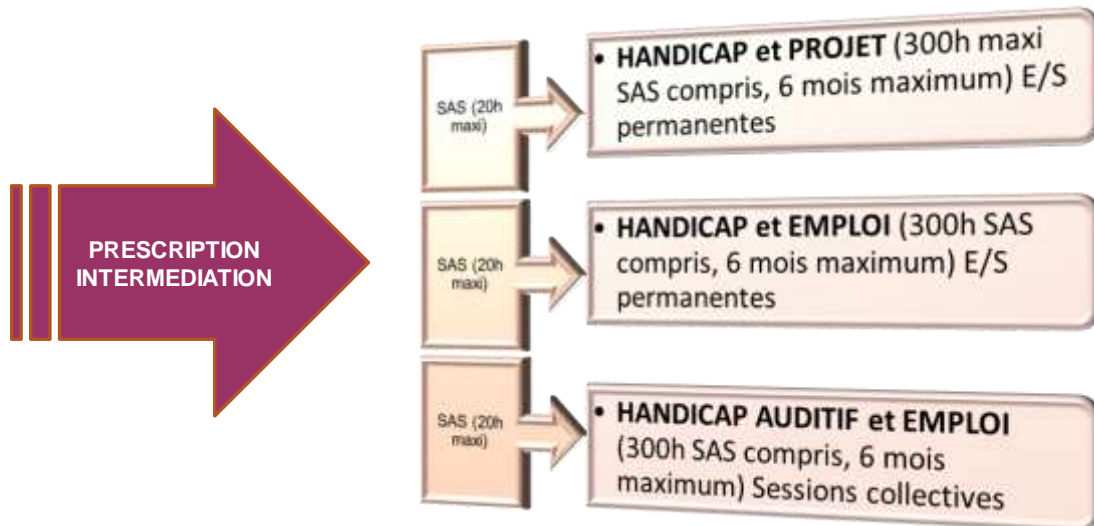 PRESCRIPTION
INTERMEDIATION
SAS (20h
maxi)
• HANDICAP et PROJET (300h maxi
SAS compris, 6 mois maximum) E/S
permanentes
SAS (20h
maxi)
• HANDICAP et EMPLOI (300h SAS
compris, 6 mois maximum) E/S
permanentes
SAS (20h
maxi)
• HANDICAP AUDITIF et EMPLOI
(300h SAS compris, 6 mois
maximum) Sessions collectives